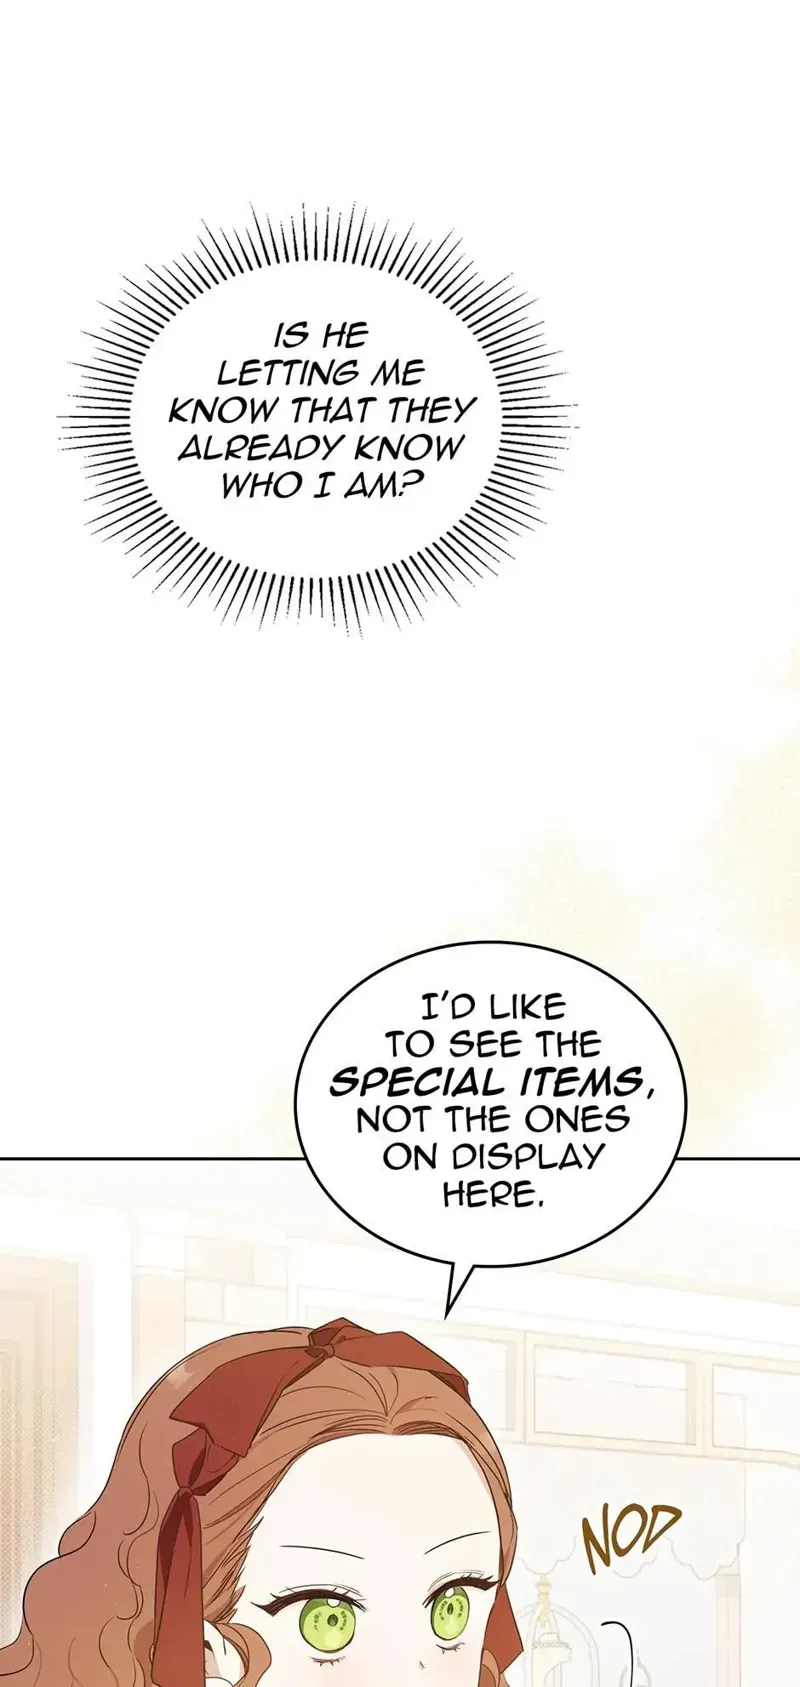 IS HE
LETTING ME
KNOW THAT THEY
ALREADY KNOW
WHO I AM?
I'D LIKE
TO SEE THE
SPECIAL ITEMS,
NOT THE ONES
ON DISPLAY
HERE.
NOD